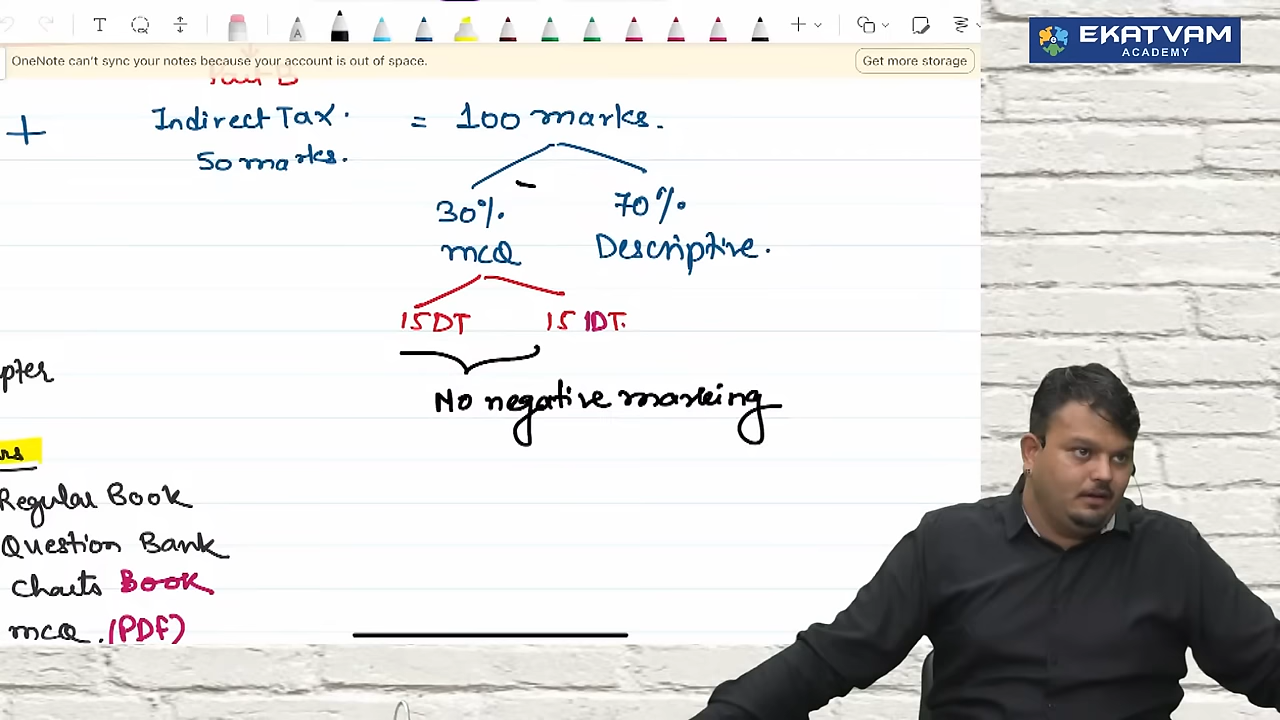 EKATVAM
ACADEMY
OneNote can't sync your notes because your account is out of space.
Get more storage
+ Indirect Tax. = 100 marks.
50 marks.
30% 70%
mcq Descriptive.
15 DT 15 IDT.
No negative marking
Regular Book
Question Bank
Charts Book
mcq. (PDF)